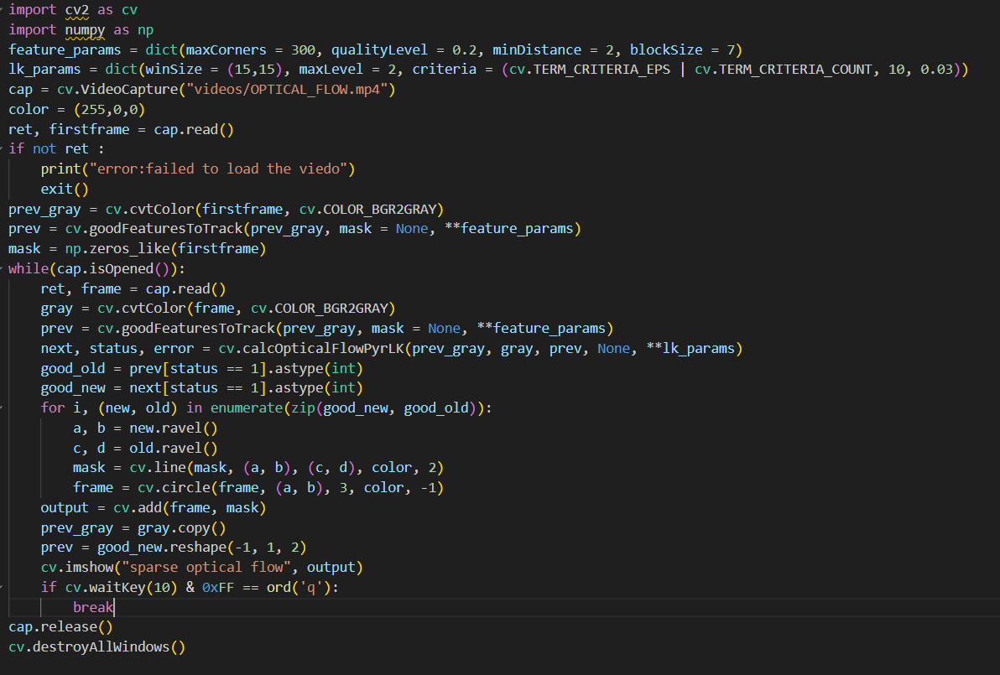 import cv2 as cv
import numpy as np
feature_params = dict(maxCorners = 300, qualityLevel = 0.2, minDistance = 2, blockSize = 7)
lk_params = dict(winSize = (15,15), maxLevel = 2, criteria = (cv.TERM_CRITERIA_EPS | cv.TERM_CRITERIA_COUNT, 10, 0.03))
cap = cv.VideoCapture("videos/OPTICAL_FLOW.mp4")
color = (255,0,0)
ret, firstframe = cap.read()
if not ret :
    print("error:failed to load the viedo")
    exit()
prev_gray = cv.cvtColor(firstframe, cv.COLOR_BGR2GRAY)
prev = cv.goodFeaturesToTrack(prev_gray, mask = None, **feature_params)
mask = np.zeros_like(firstframe)
while(cap.isOpened()):
    ret, frame = cap.read()
    gray = cv.cvtColor(frame, cv.COLOR_BGR2GRAY)
    prev = cv.goodFeaturesToTrack(prev_gray, mask = None, **feature_params)
    next, status, error = cv.calcOpticalFlowPyrLK(prev_gray, gray, prev, None, **lk_params)
    good_old = prev[status == 1].astype(int)
    good_new = next[status == 1].astype(int)
    for i, (new, old) in enumerate(zip(good_new, good_old)):
        a, b = new.ravel()
        c, d = old.ravel()
        mask = cv.line(mask, (a, b), (c, d), color, 2)
        frame = cv.circle(frame, (a, b), 3, color, -1)
    output = cv.add(frame, mask)
    prev_gray = gray.copy()
    prev = good_new.reshape(-1, 1, 2)
    cv.imshow("sparse optical flow", output)
    if cv.waitKey(10) & 0xFF == ord('q'):
        break
cap.release()
cv.destroyAllWindows()